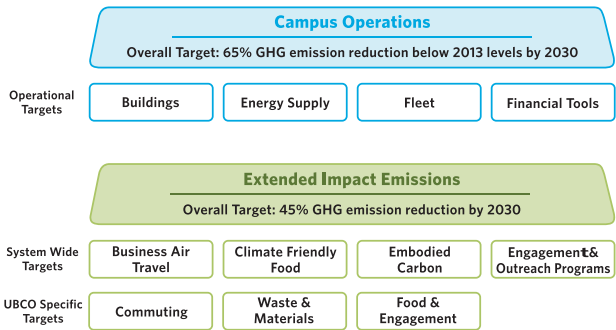 Campus Operations
Overall Target: 65% GHG emission reduction below 2013 levels by 2030
Operational
Targets
Buildings
Energy Supply
Fleet
Financial Tools
Extended Impact Emissions
Overall Target: 45% GHG emission reduction by 2030
System Wide
Targets
Business Air
Travel
Climate Friendly
Food
Embodied
Carbon
Engagement&
Outreach Programs
UBCO Specific
Targets
Commuting
Waste &
Materials
Food &
Engagement